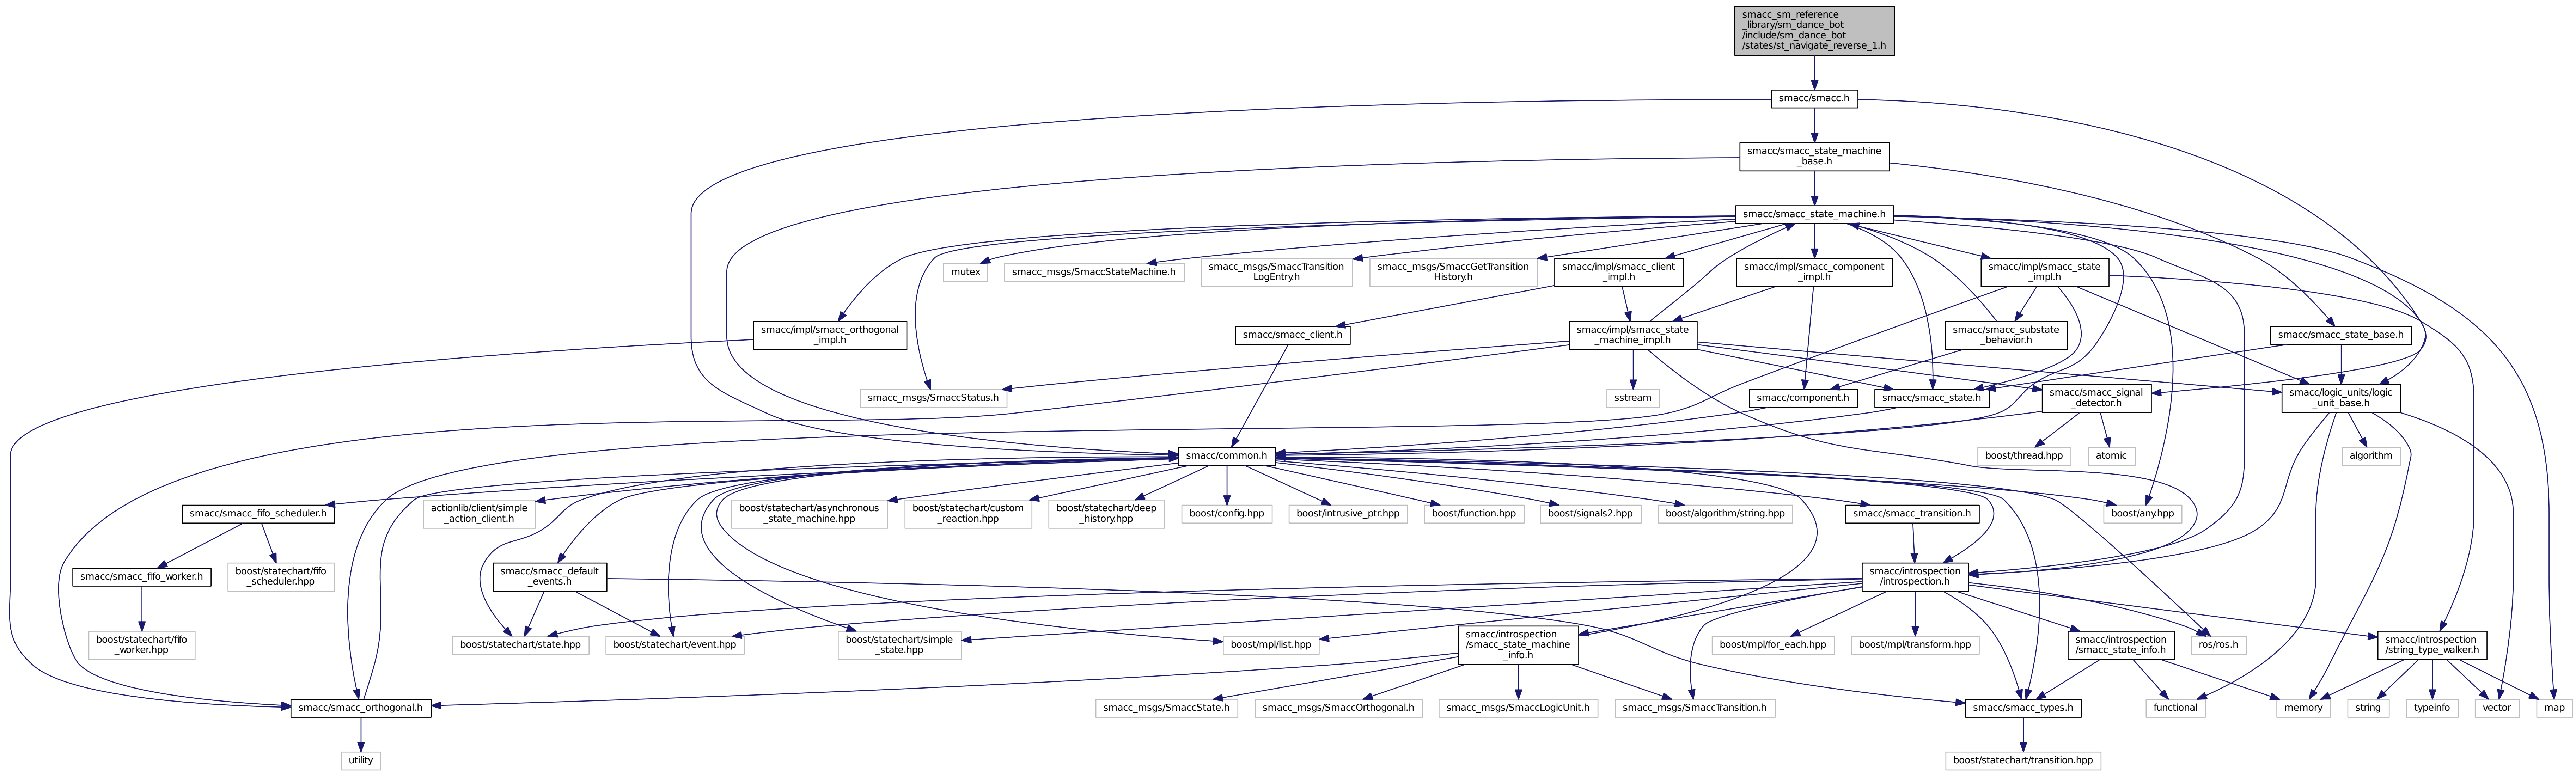 smacc_sm_reference
_library/sm_dance_bot
/include/sm_dance_bot
/states/st_navigate_reverse_1.h
smacc/smacc.h
smacc/smacc_state_machine
_base.h
smacc/smacc_state_machine.h
mutex
smacc_msgs/SmaccStateMachine.h
smacc_msgs/SmaccTransition
LogEntry.h
smacc_msgs/SmaccGetTransition
History.h
smacc/impl/smacc_client
_impl.h
smacc/impl/smacc_component
_impl.h
smacc/impl/smacc_state
_impl.h
smacc/impl/smacc_orthogonal
_impl.h
smacc/smacc_client.h
smacc/impl/smacc_state
_machine_impl.h
smacc/smacc_substate
_behavior.h
smacc/smacc_state_base.h
smacc_msgs/SmaccStatus.h
sstream
smacc/component.h
smacc/smacc_state.h
smacc/smacc_signal
_detector.h
smacc/logic_units/logic
_unit_base.h
smacc/common.h
boost/thread.hpp
atomic
algorithm
smacc/smacc_fifo_scheduler.h
actionlib/client/simple
_action_client.h
boost/statechart/asynchronous
_state_machine.hpp
boost/statechart/custom
_reaction.hpp
boost/statechart/deep
_history.hpp
boost/config.hpp
boost/intrusive_ptr.hpp
boost/function.hpp
boost/signals2.hpp
boost/algorithm/string.hpp
smacc/smacc_transition.h
boost/any.hpp
smacc/smacc_fifo_worker.h
boost/statechart/fifo
_scheduler.hpp
smacc/smacc_default
_events.h
smacc/introspection
/introspection.h
boost/statechart/fifo
_worker.hpp
boost/statechart/state.hpp
boost/statechart/event.hpp
boost/statechart/simple
_state.hpp
boost/mpl/list.hpp
smacc/introspection
/smacc_state_machine
_info.h
boost/mpl/for_each.hpp
boost/mpl/transform.hpp
smacc/introspection
/smacc_state_info.h
ros/ros.h
smacc/introspection
/string_type_walker.h
smacc/smacc_orthogonal.h
smacc_msgs/SmaccState.h
smacc_msgs/SmaccOrthogonal.h
smacc_msgs/SmaccLogicUnit.h
smacc_msgs/SmaccTransition.h
smacc/smacc_types.h
functional
memory
string
typeinfo
vector
map
utility
boost/statechart/transition.hpp